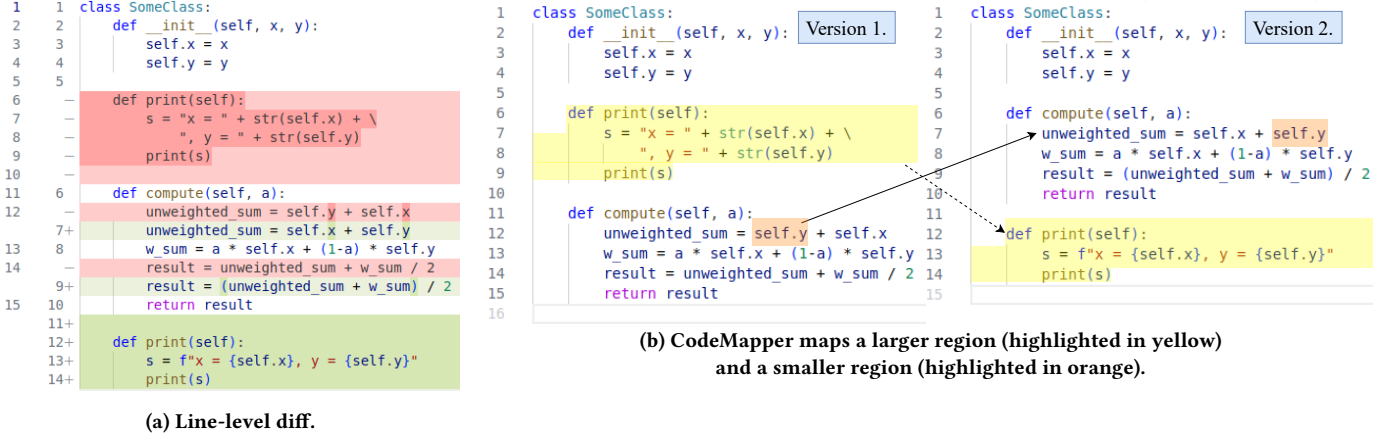 1 1 class SomeClass:
2 2 def __init__(self, x, y):
3 3 self.x = x
4 4 self.y = y
5 5
6 — def print(self):
7 — s = "x = " + str(self.x) + \
8 — ", y = " + str(self.y)
9 — print(s)
10 —
11 6 def compute(self, a):
12 — unweighted_sum = self.y + self.x
7+ unweighted_sum = self.x + self.y
13 8 w_sum = a * self.x + (1-a) * self.y
14 — result = unweighted_sum + w_sum / 2
9+ result = (unweighted_sum + w_sum) / 2
15 10 return result
11+
12+ def print(self):
13+ s = f"x = {self.x}, y = {self.y}"
14+ print(s)
(a) Line-level diff.
1 class SomeClass:
2 def __init__(self, x, y):
Version 1.
3 self.x = x
4 self.y = y
5
6 def print(self):
7 s = "x = " + str(self.x) + \
8 ", y = " + str(self.y)
9 print(s)
10
11 def compute(self, a):
12 unweighted_sum = self.y + self.x
13 w_sum = a * self.x + (1-a) * self.y
14 result = unweighted_sum + w_sum / 2
15 return result
16
1 class SomeClass:
2 def __init__(self, x, y):
Version 2.
3 self.x = x
4 self.y = y
5
6 def compute(self, a):
7 unweighted_sum = self.x + self.y
8 w_sum = a * self.x + (1-a) * self.y
9 result = (unweighted_sum + w_sum) / 2
10 return result
11
12 def print(self):
13 s = f"x = {self.x}, y = {self.y}"
14 print(s)
15
(b) CodeMapper maps a larger region (highlighted in yellow)
and a smaller region (highlighted in orange).